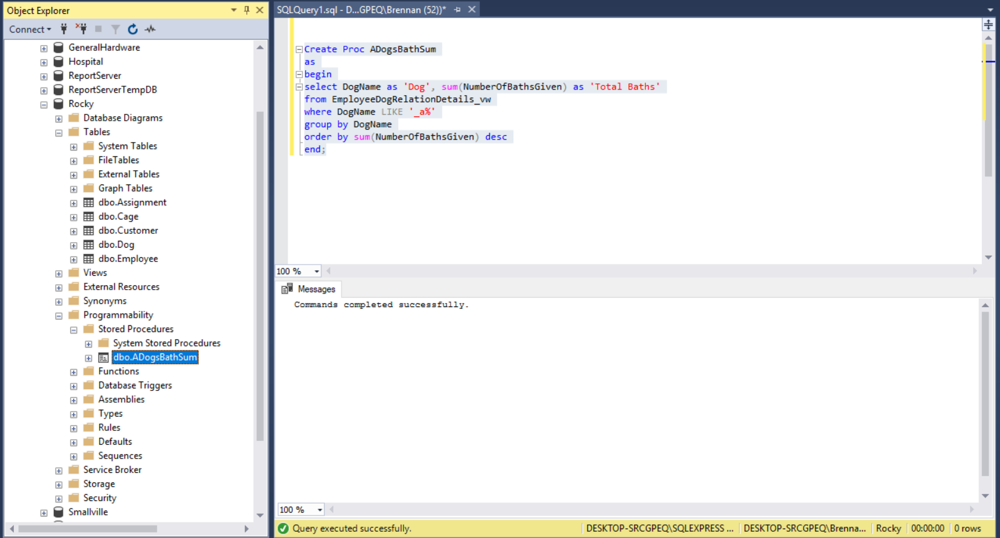 Object Explorer
Connect
GeneralHardware
Hospital
ReportServer
ReportServerTempDB
Rocky
Database Diagrams
Tables
System Tables
FileTables
External Tables
Graph Tables
dbo.Assignment
dbo.Cage
dbo.Customer
dbo.Dog
dbo.Employee
Views
External Resources
Synonyms
Programmability
Stored Procedures
System Stored Procedures
dbo.ADogsBathSum
Functions
Database Triggers
Assemblies
Types
Rules
Defaults
Sequences
Service Broker
Storage
Security
Smallville
SQLQuery1.sql - D...GPEQ\Brennan (52))*
Create Proc ADogsBathSum
as
begin
select DogName as 'Dog', sum(NumberOfBathsGiven) as 'Total Baths'
from EmployeeDogRelationDetails_vw
where DogName LIKE '_a%'
group by DogName
order by sum(NumberOfBathsGiven) desc
end;
100 %
Messages
Commands completed successfully.
100 %
Query executed successfully. DESKTOP-SRCGPEQ\SQLEXPRESS ... DESKTOP-SRCGPEQ\Brenna... Rocky 00:00:00 0 rows